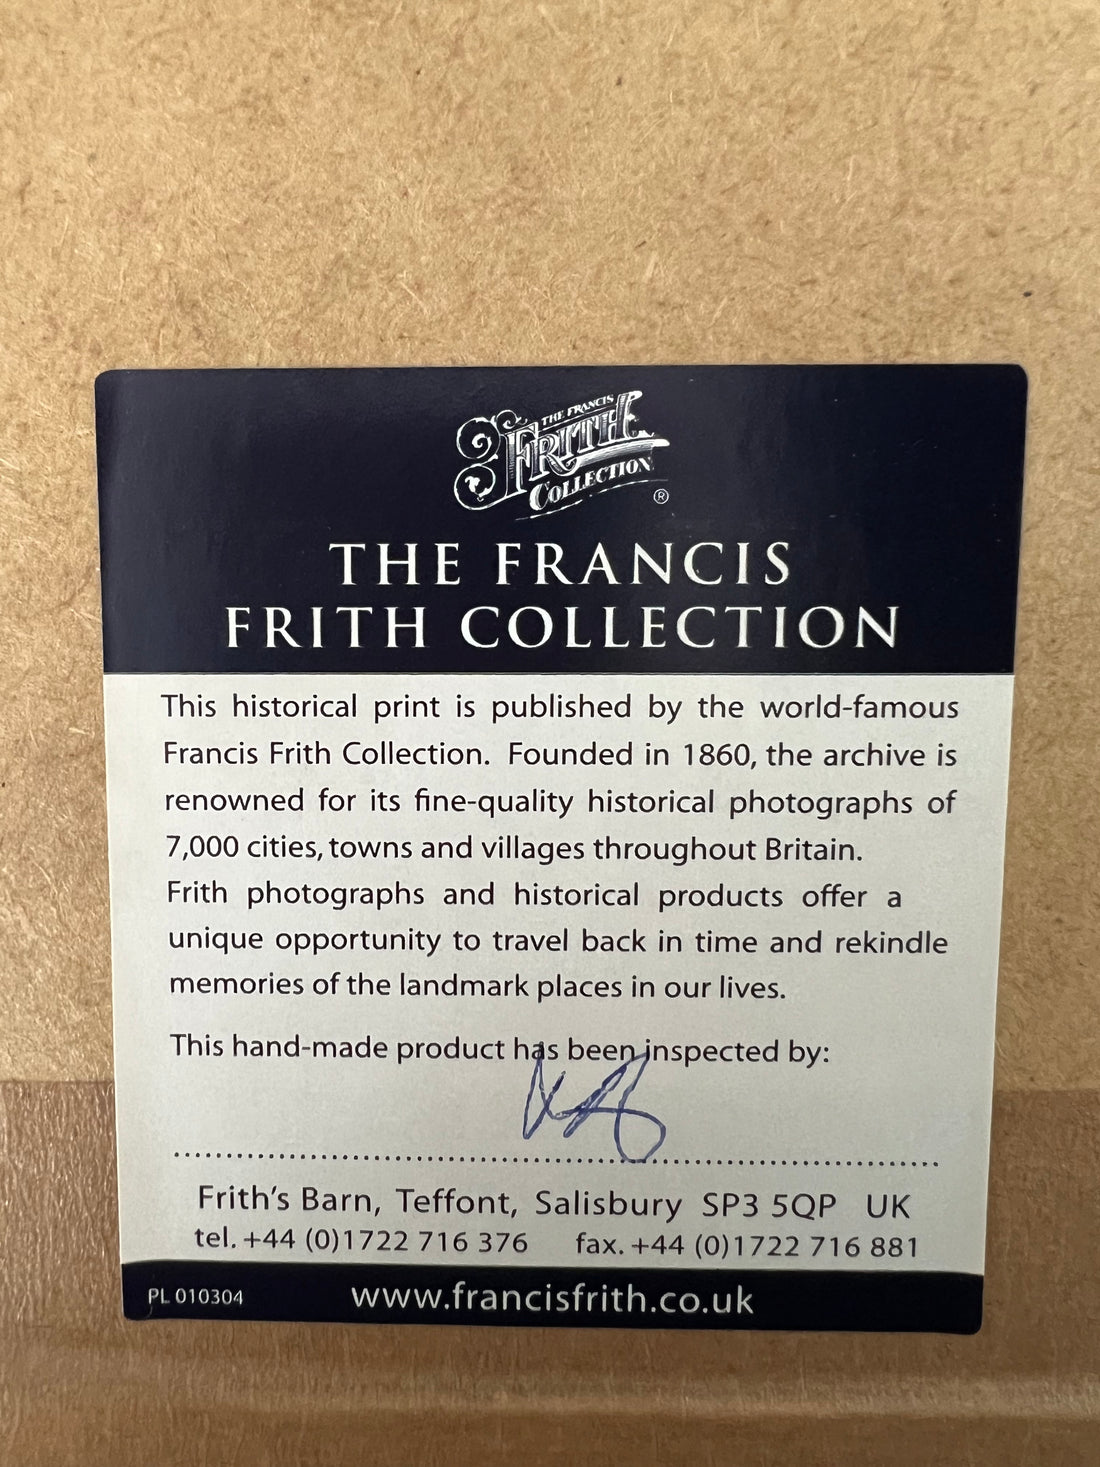 THE FRANCIS
FRITH
COLLECTION
®
THE FRANCIS
FRITH COLLECTION
This historical print is published by the world-famous
Francis Frith Collection. Founded in 1860, the archive is
renowned for its fine-quality historical photographs of
7,000 cities, towns and villages throughout Britain.
Frith photographs and historical products offer a
unique opportunity to travel back in time and rekindle
memories of the landmark places in our lives.
This hand-made product has been inspected by:
Frith's Barn, Teffont, Salisbury SP3 5QP UK
tel. +44 (0)1722 716 376 fax. +44 (0)1722 716 881
PL 010304 www.francisfrith.co.uk